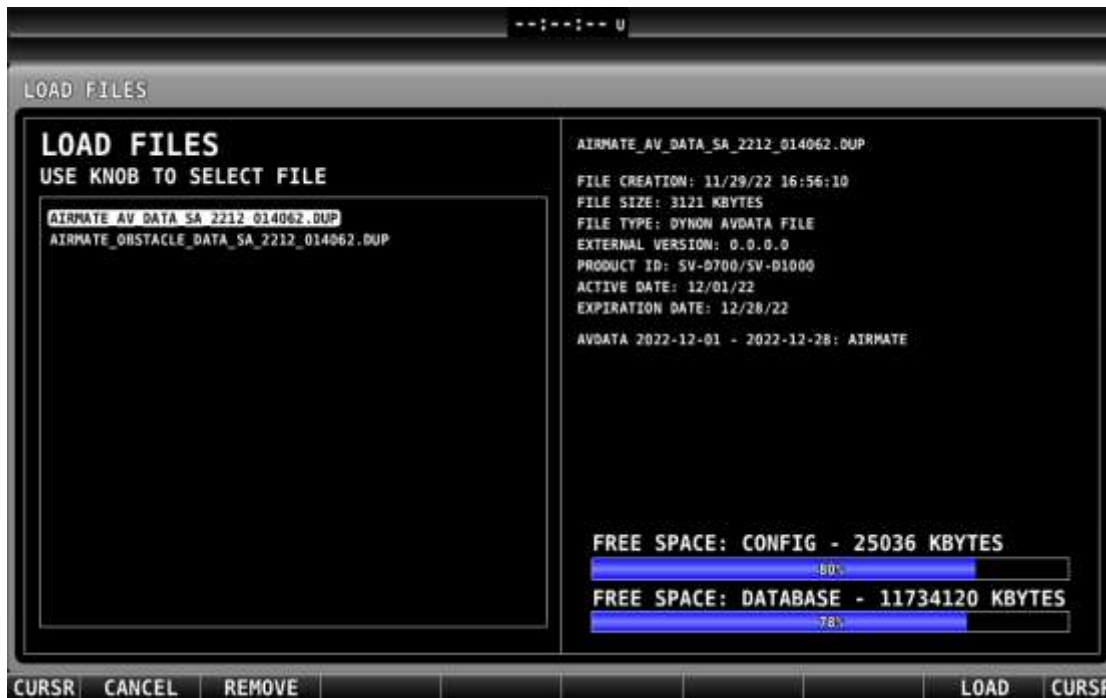 --:--:-- U
LOAD FILES
LOAD FILES
USE KNOB TO SELECT FILE
AIRMATE_AV_DATA_SA_2212_014062.DUP
AIRMATE_OBSTACLE_DATA_SA_2212_014062.DUP
AIRMATE_AV_DATA_SA_2212_014062.DUP
FILE CREATION: 11/29/22 16:56:10
FILE SIZE: 3121 KBYTES
FILE TYPE: DYNON AVDATA FILE
EXTERNAL VERSION: 0.0.0.0
PRODUCT ID: SV-D700/SV-D1000
ACTIVE DATE: 12/01/22
EXPIRATION DATE: 12/28/22
AVDATA 2022-12-01 - 2022-12-28: AIRMATE
FREE SPACE: CONFIG - 25036 KBYTES
80%
FREE SPACE: DATABASE - 11734120 KBYTES
78%
CURSR CANCEL REMOVE LOAD CURSR